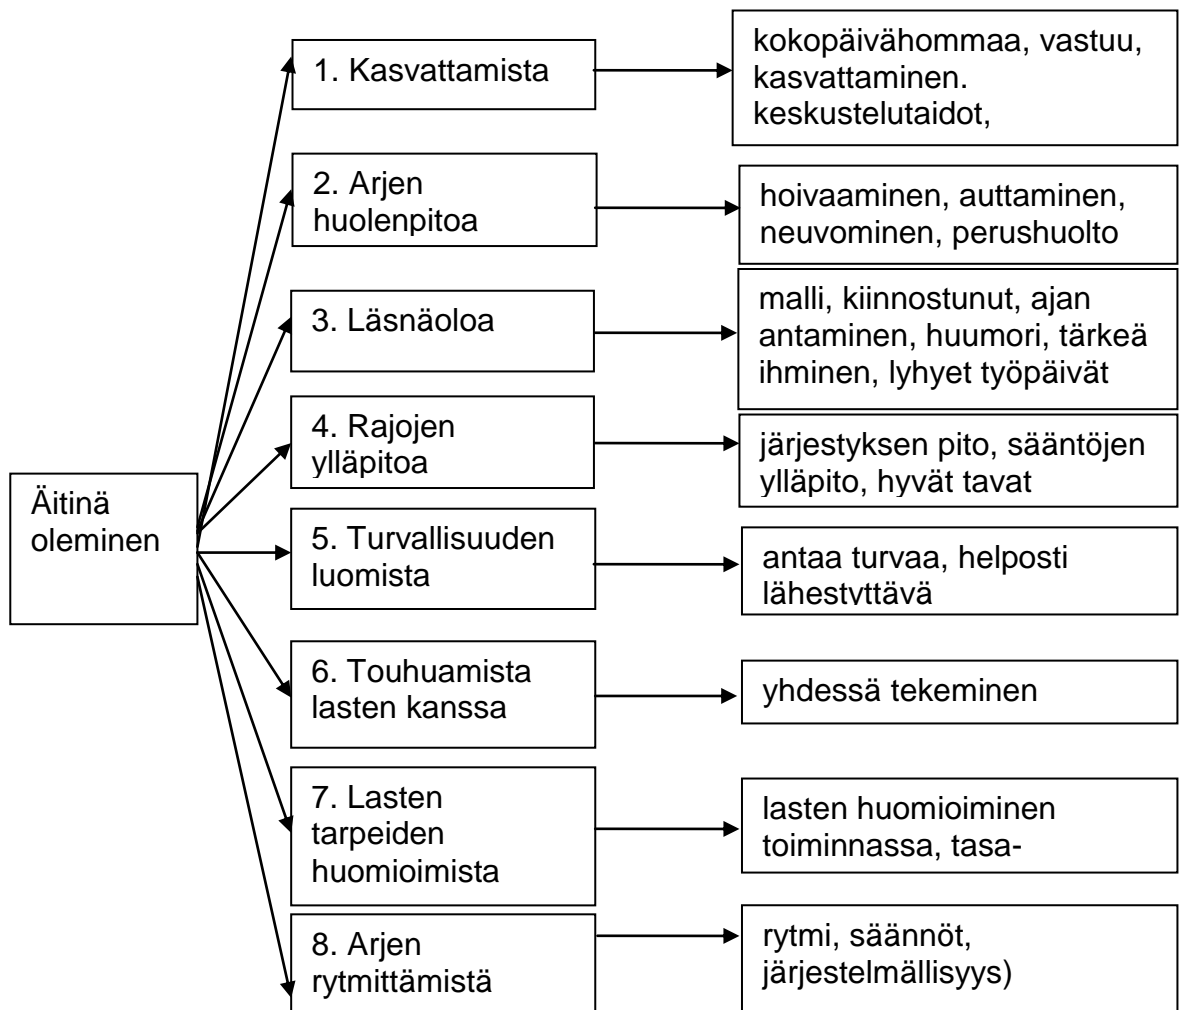 Äitinä
oleminen
1. Kasvattamista
kokopäivähommaa, vastuu,
kasvattaminen.
keskustelutaidot,
2. Arjen
huolenpitoa
hoivaaminen, auttaminen,
neuvominen, perushuolto
3. Läsnäoloa
malli, kiinnostunut, ajan
antaminen, huumori, tärkeä
ihminen, lyhyet työpäivät
4. Rajojen
ylläpitoa
järjestyksen pito, sääntöjen
ylläpito, hyvät tavat
5. Turvallisuuden
luomista
antaa turvaa, helposti
lähestyttävä
6. Touhuamista
lasten kanssa
yhdessä tekeminen
7. Lasten
tarpeiden
huomioimista
lasten huomioiminen
toiminnassa, tasa-
8. Arjen
rytmittämistä
rytmi, säännöt,
järjestelmällisyys)